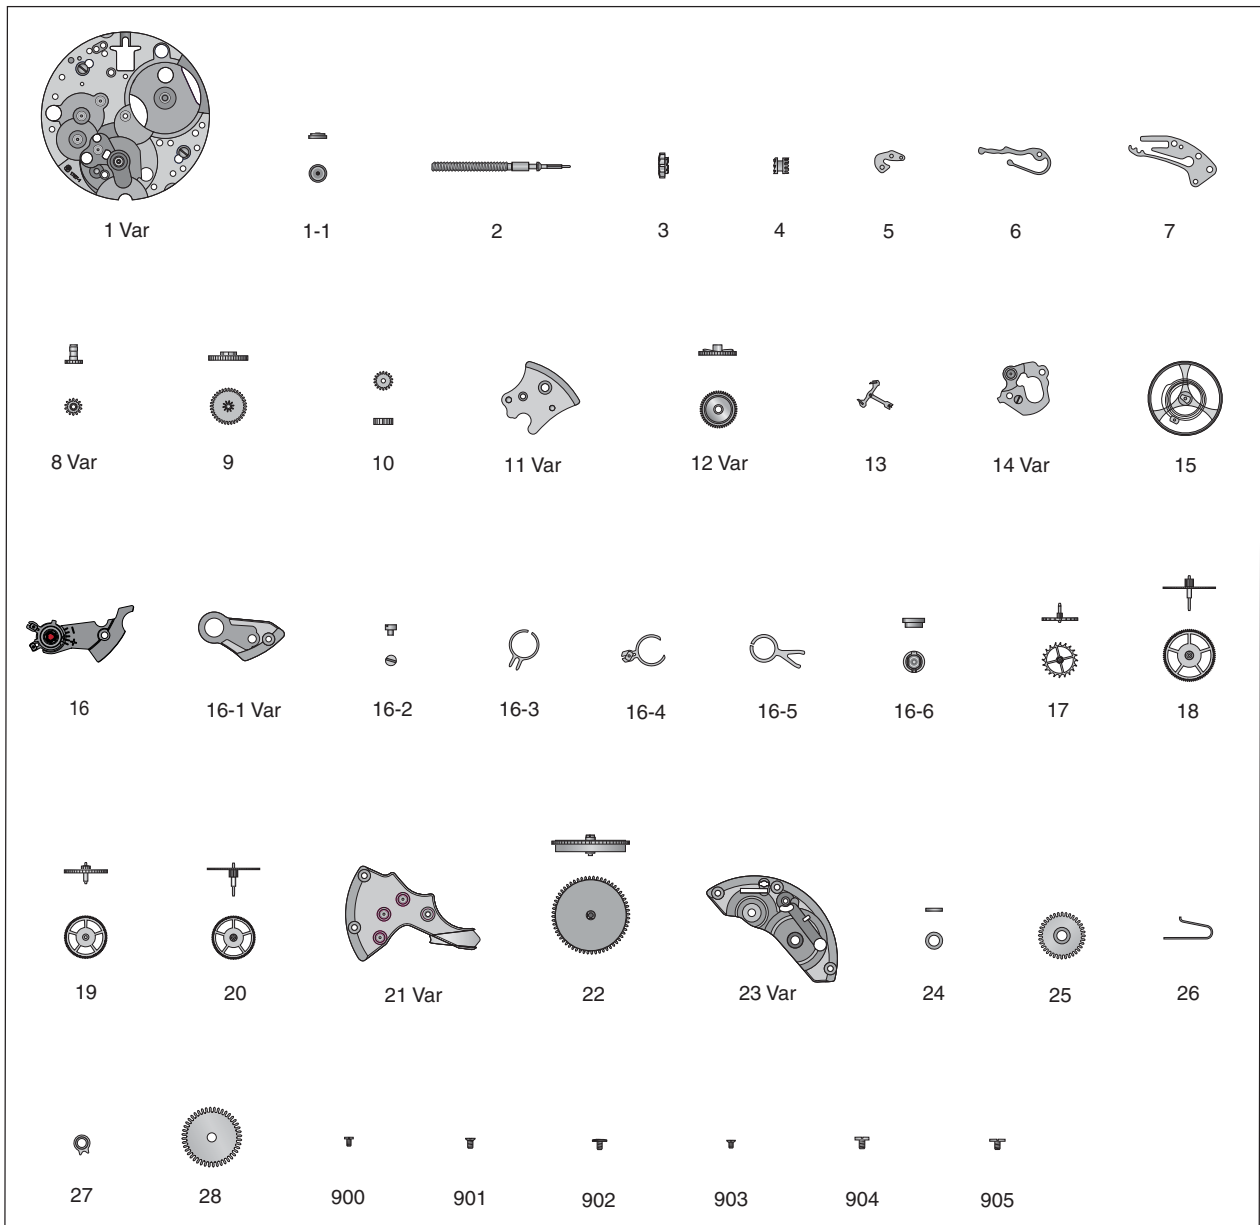 1 Var 1-1 2 3 4 5 6 7
8 Var 9 10 11 Var 12 Var 13 14 Var 15
16 16-1 Var 16-2 16-3 16-4 16-5 16-6 17 18
19 20 21 Var 22 23 Var 24 25 26
27 28 900 901 902 903 904 905